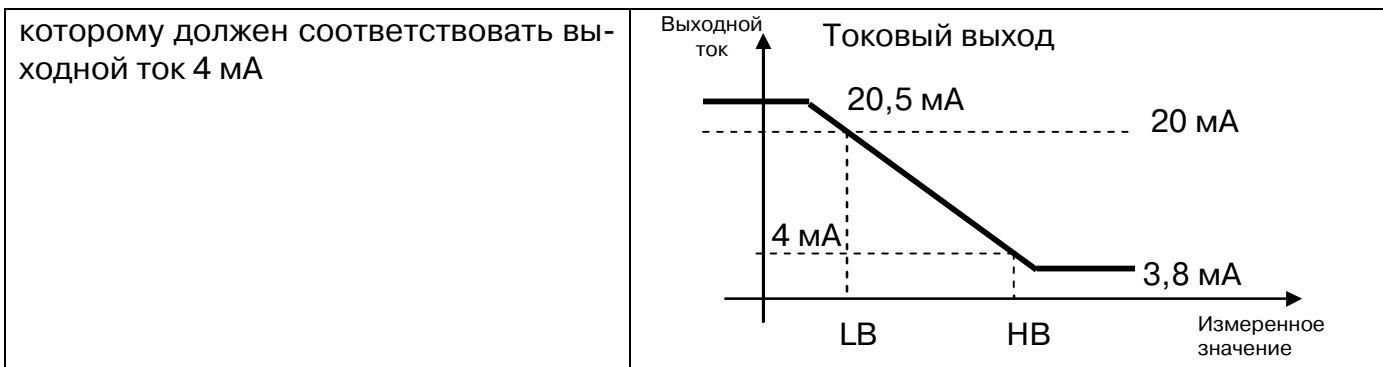 которому должен соответствовать вы-
ходной ток 4 мА
Выходной
ток
Токовый выход
20,5 мА
20 мА
4 мА
3,8 мА
LB
HB
Измеренное
значение